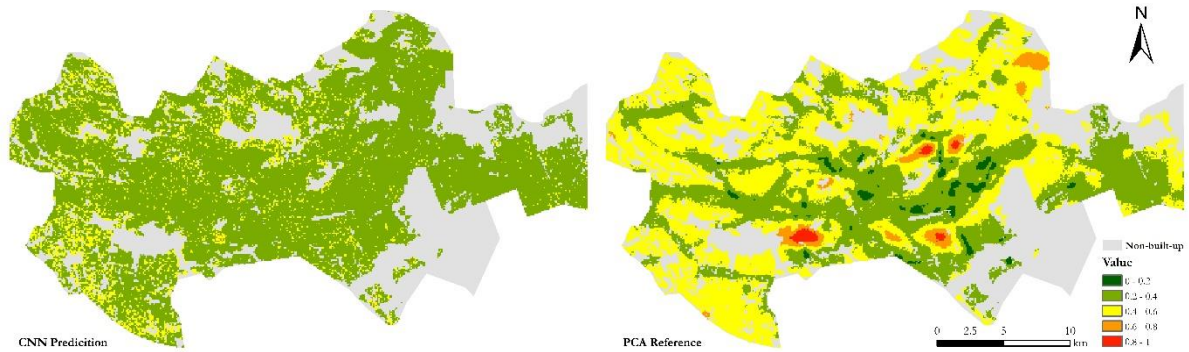 N
Non-built-up
Value
0 - 0.2
0.2 - 0.4
0.4 - 0.6
0.6 - 0.8
0.8 - 1
0 2.5 5 10
km
CNN Predicition
PCA Reference